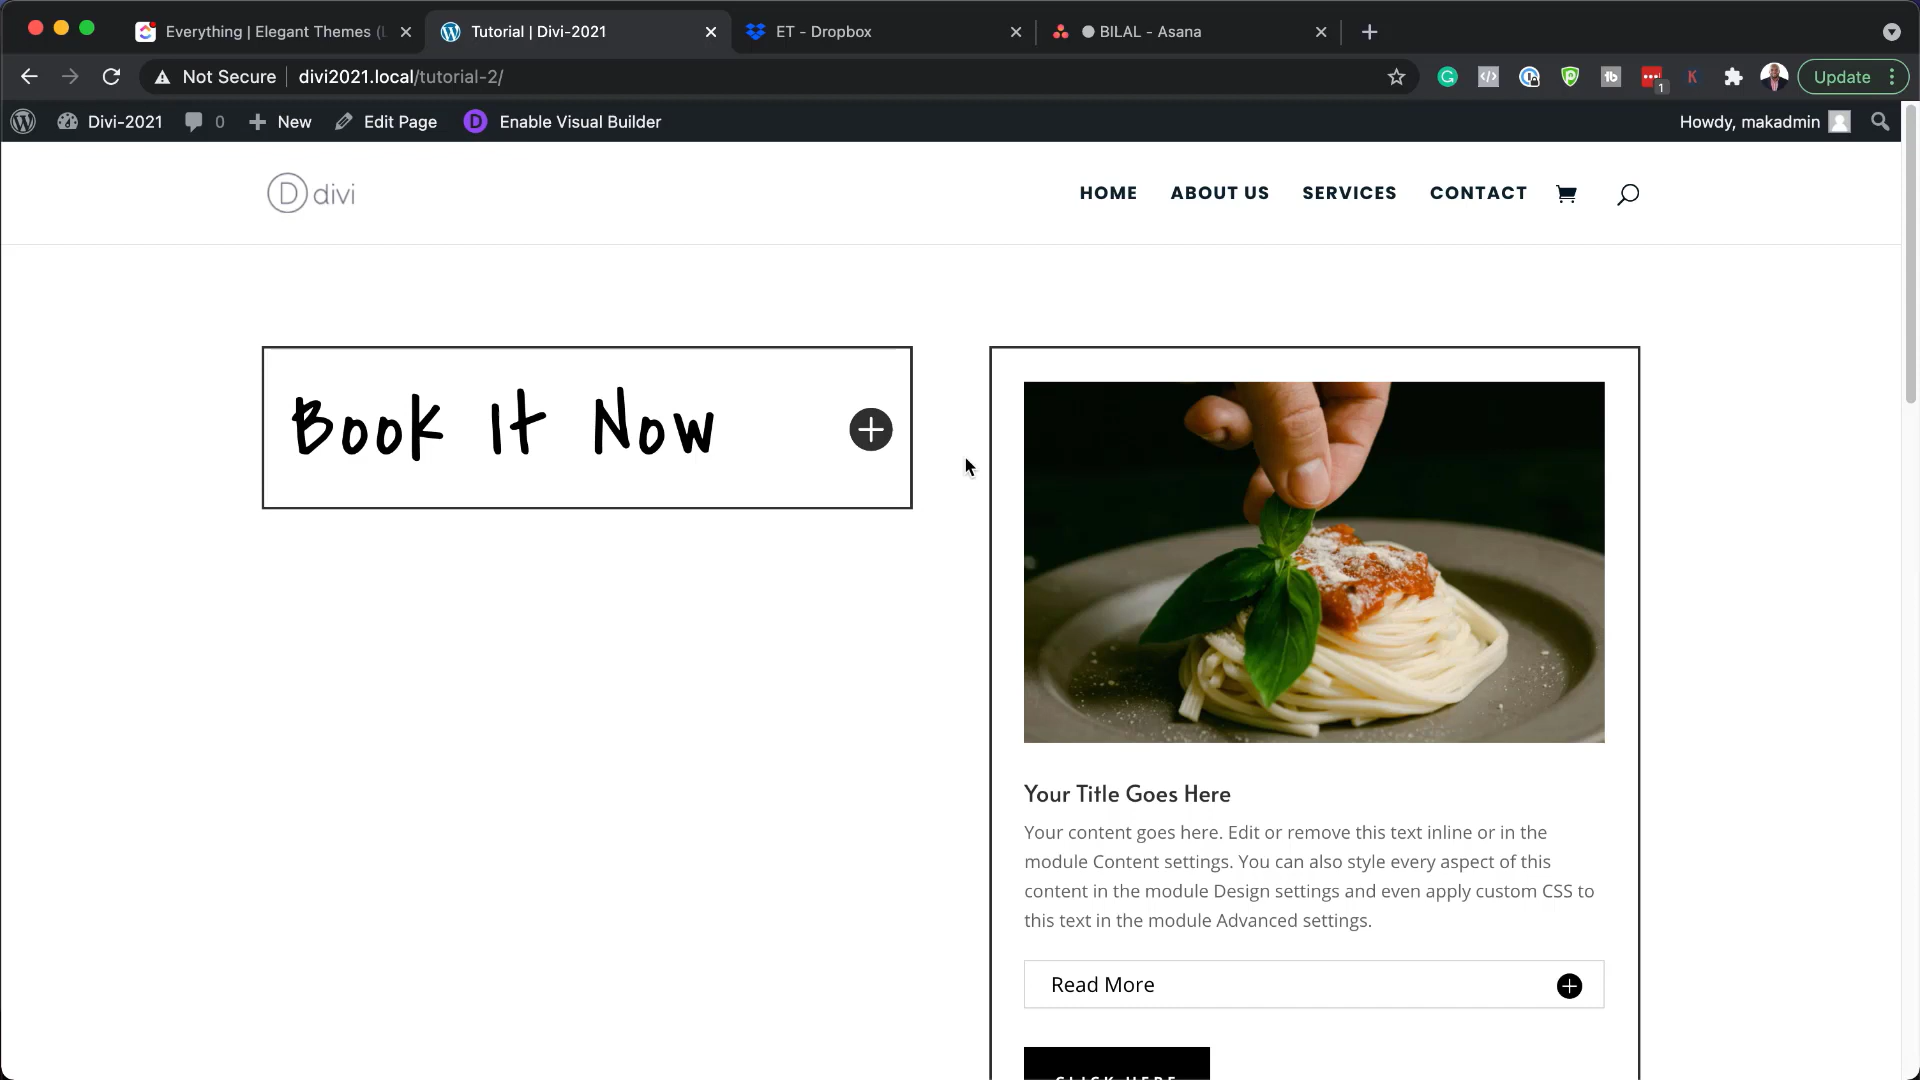 Everything | Elegant Themes (
Tutorial | Divi-2021
ET - Dropbox
BILAL - Asana
Not Secure
divi2021.local/tutorial-2/
1
Update
Divi-2021
0
New
Edit Page
Enable Visual Builder
Howdy, makadmin
divi
HOME
ABOUT US
SERVICES
CONTACT
Book It Now
Your Title Goes Here
Your content goes here. Edit or remove this text inline or in the
module Content settings. You can also style every aspect of this
content in the module Design settings and even apply custom CSS to
this text in the module Advanced settings.
Read More
CLICK HERE